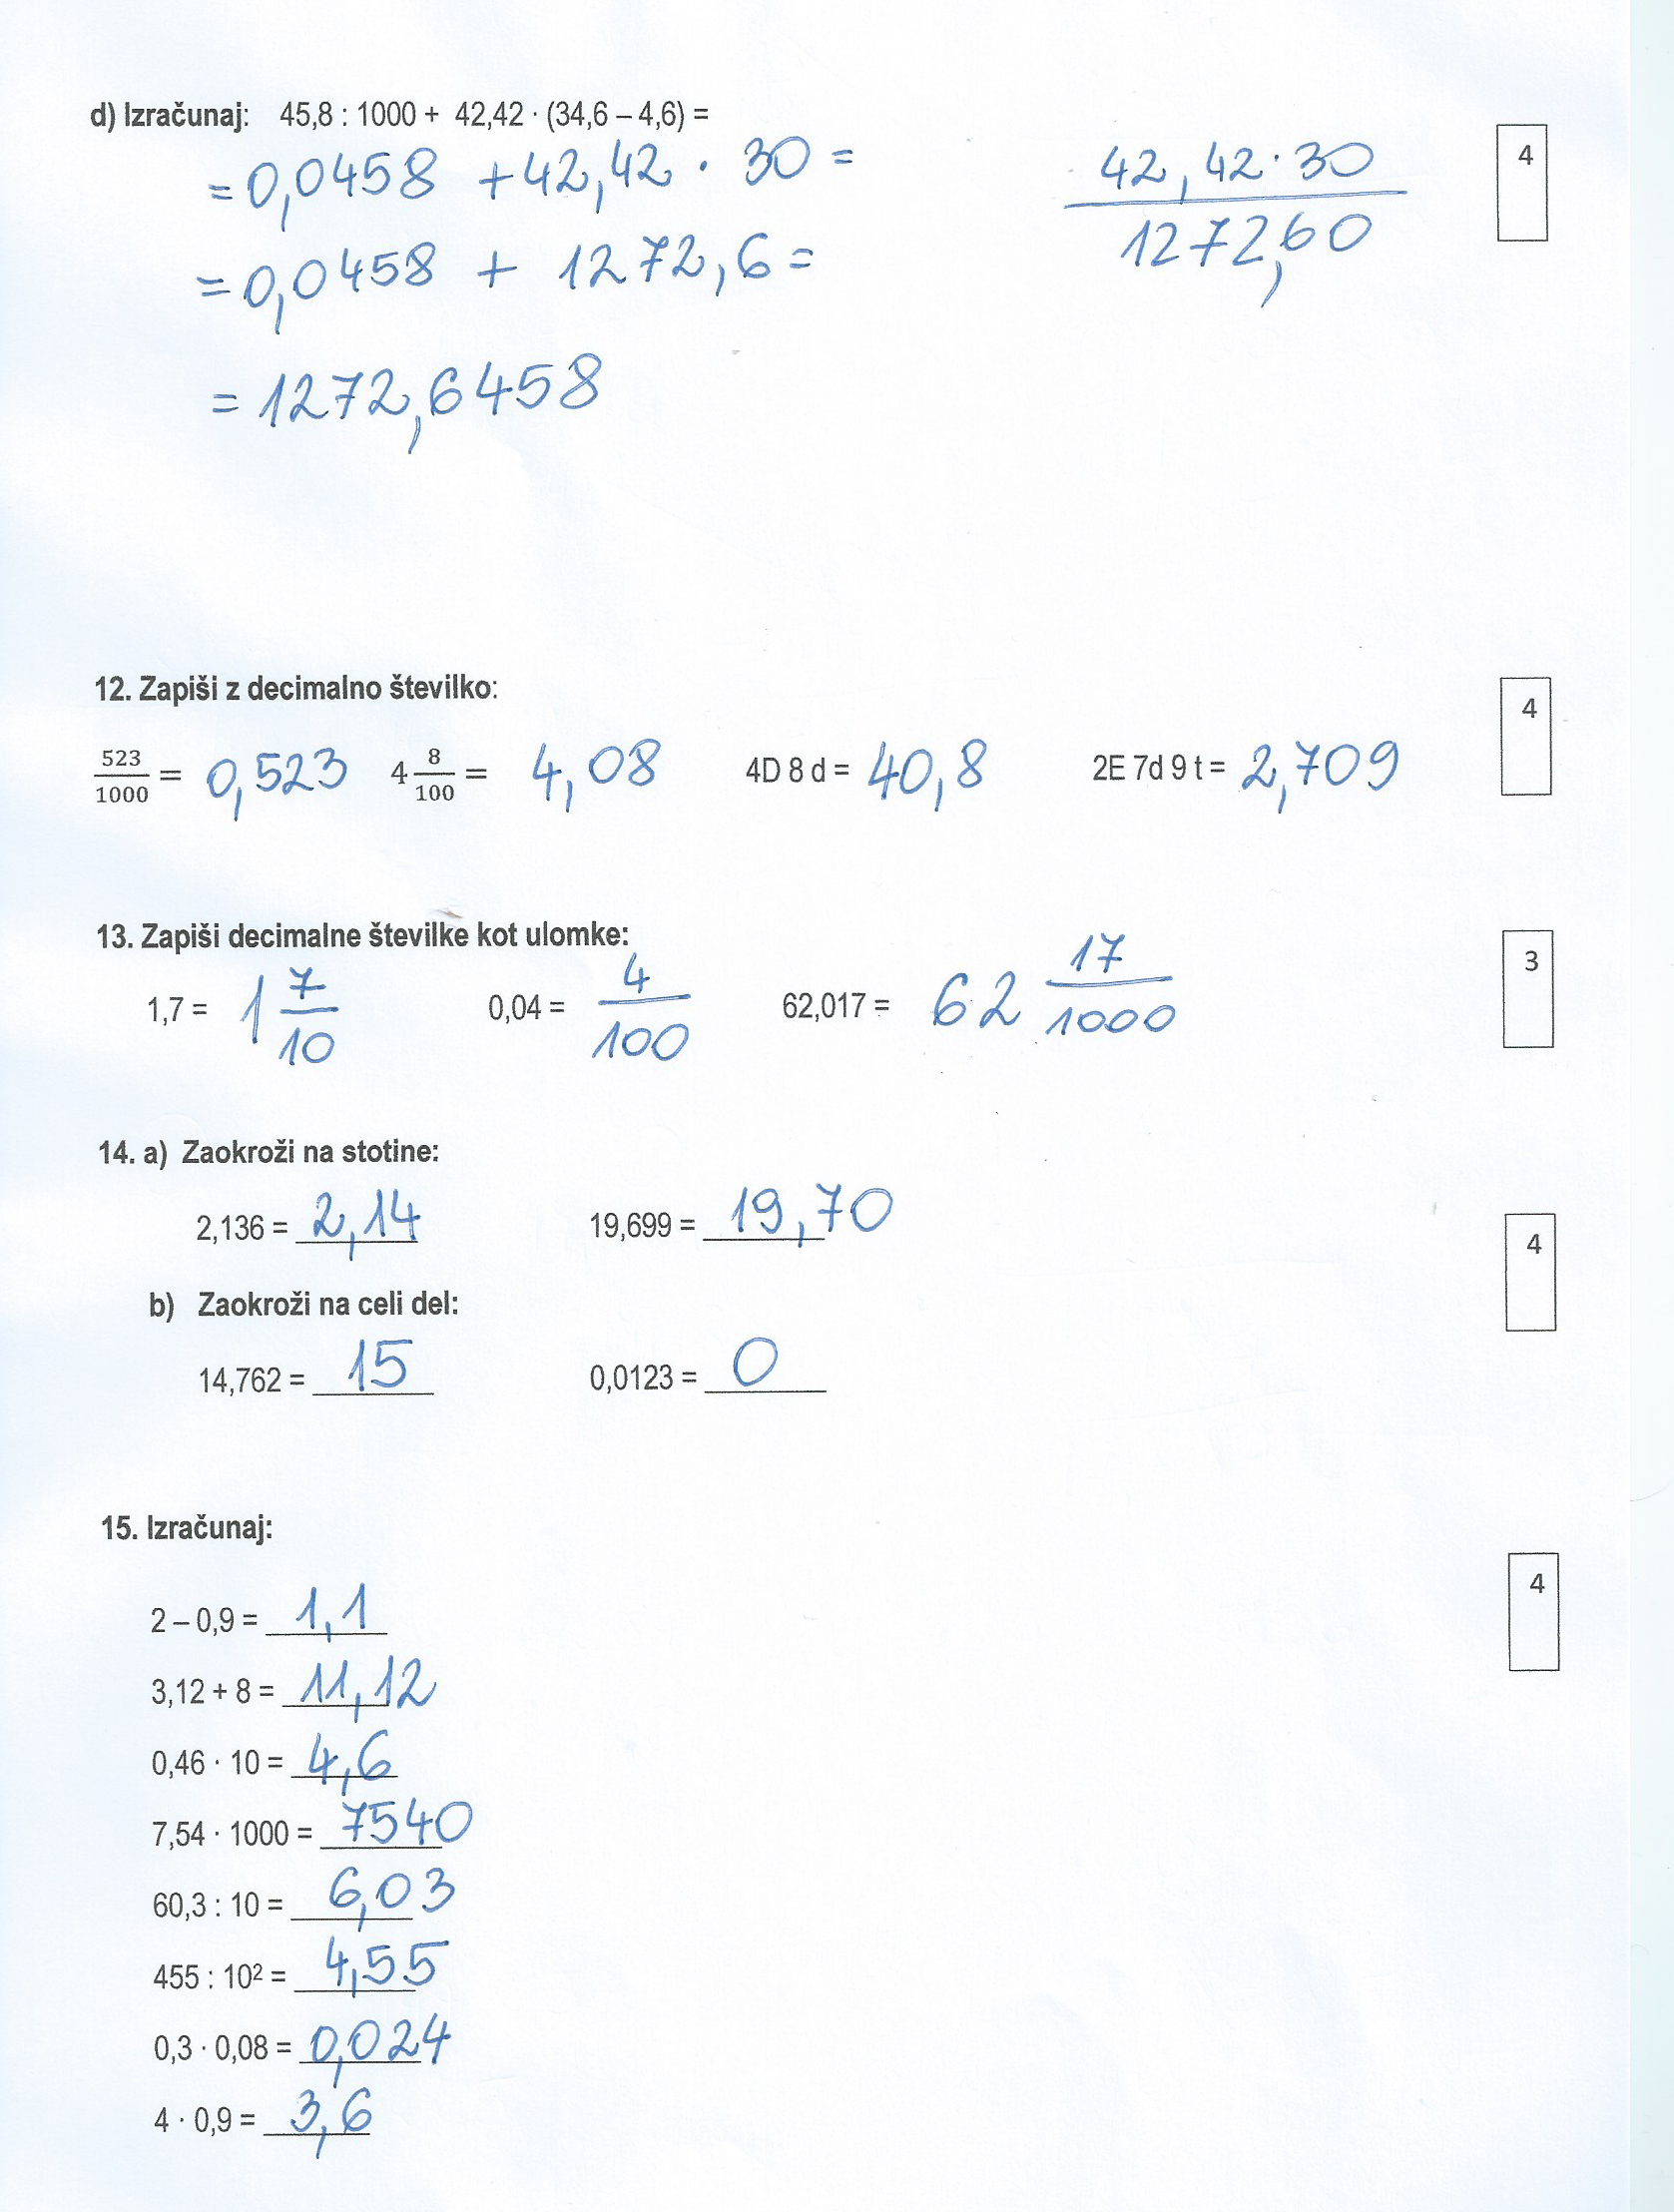 d) Izračunaj: 45,8 : 1000 + 42,42 · (34,6 – 4,6) =
= 0,0458 + 42,42 · 30 =
42,42 · 30
4
= 0,0458 + 1272,6 =
1272,60
= 1272,6458
12. Zapiši z decimalno številko:
4
523/1000 = 0,523 4 8/100 = 4,08 4D 8 d = 40,8 2E 7d 9 t = 2,709
13. Zapiši decimalne številke kot ulomke:
3
1,7 = 1 7/10 0,04 = 4/100 62,017 = 62 17/1000
14. a) Zaokroži na stotine:
2,136 = 2,14 19,699 = 19,70
4
b) Zaokroži na celi del:
14,762 = 15 0,0123 = 0
15. Izračunaj:
4
2 – 0,9 = 1,1
3,12 + 8 = 11,12
0,46 · 10 = 4,6
7,54 · 1000 = 7540
60,3 : 10 = 6,03
455 : 10² = 4,55
0,3 · 0,08 = 0,024
4 · 0,9 = 3,6